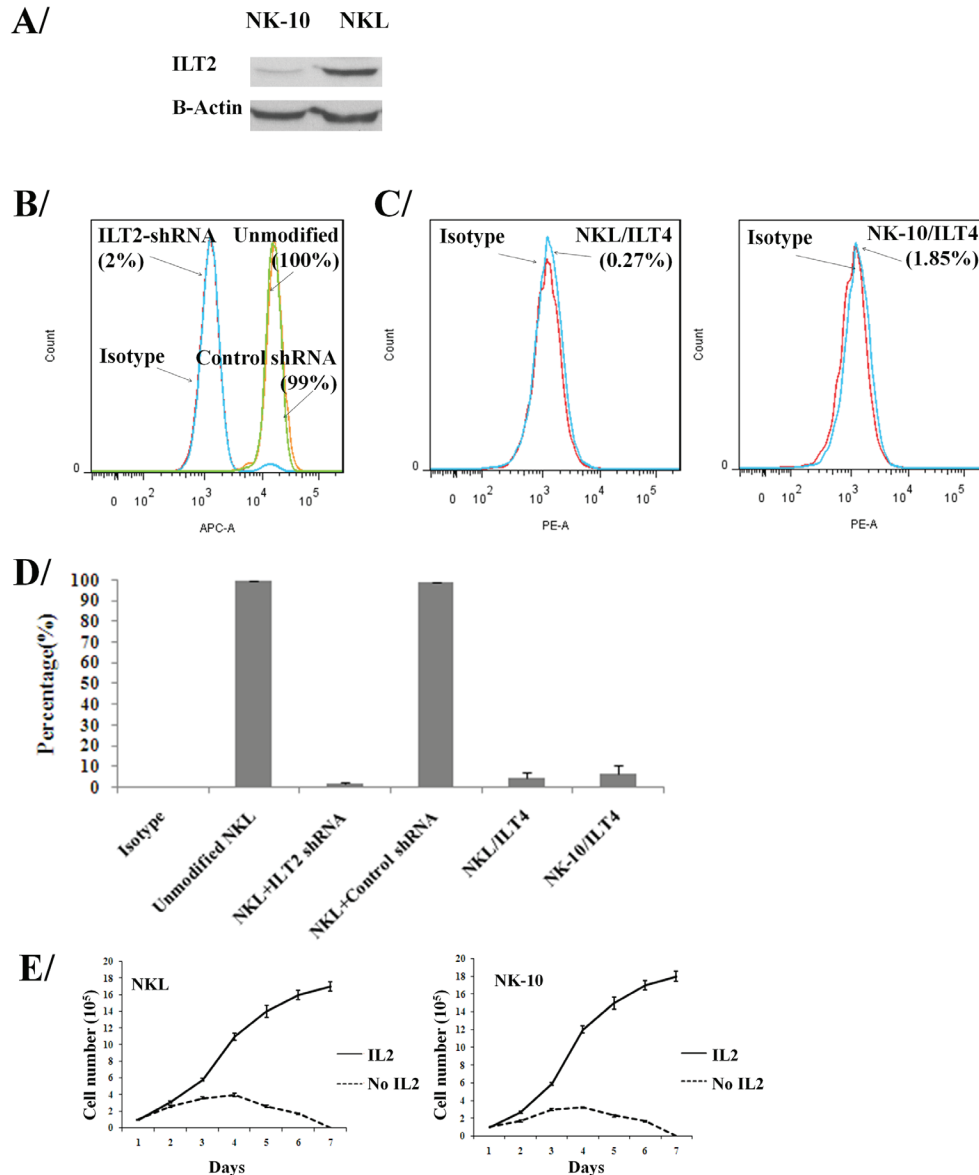 A/
NK-10 NKL
ILT2
B-Actin
B/
ILT2-shRNA Unmodified
(2%) (100%)
Isotype Control shRNA
(99%)
Count
0
0 10^2 10^3 10^4 10^5
APC-A
C/
Isotype NKL/ILT4
(0.27%)
Count
0
0 10^2 10^3 10^4 10^5
PE-A
Isotype NK-10/ILT4
(1.85%)
Count
0
0 10^2 10^3 10^4 10^5
PE-A
D/
Percentage(%)
100
90
80
70
60
50
40
30
20
10
0
Isotype
Unmodified NKL
NKL+ILT2 shRNA
NKL+Control shRNA
NKL/ILT4
NK-10/ILT4
E/
NKL
Cell number (10^5)
20
18
16
14
12
10
8
6
4
2
0
1 2 3 4 5 6 7
Days
IL2
No IL2
NK-10
Cell number (10^5)
20
18
16
14
12
10
8
6
4
2
0
1 2 3 4 5 6 7
Days
IL2
No IL2